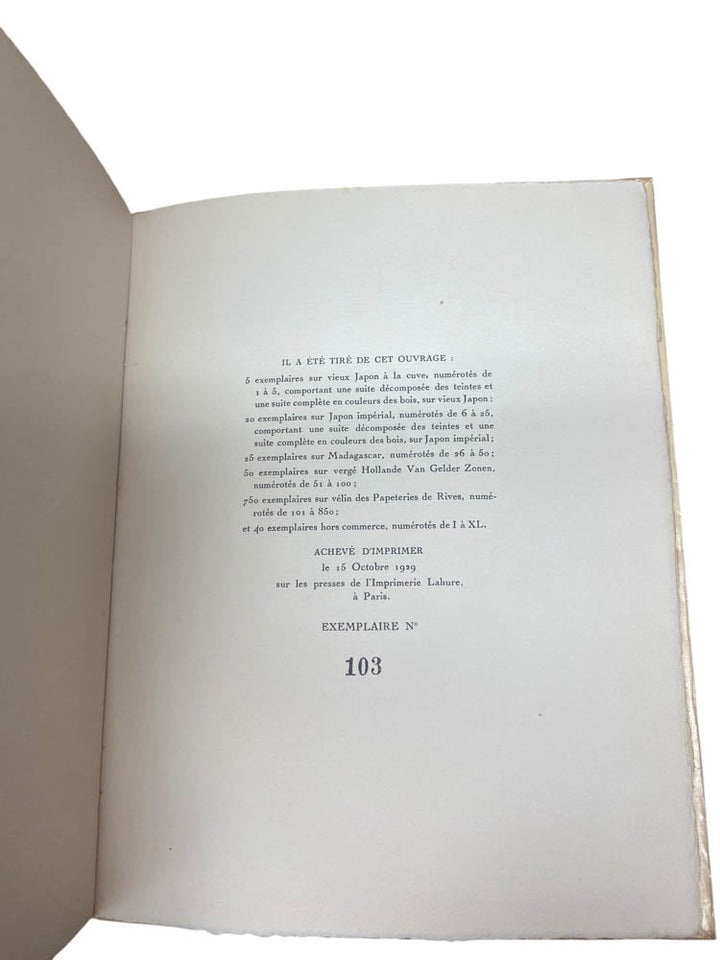 IL A ÉTÉ TIRÉ DE CET OUVRAGE :
5 exemplaires sur vieux Japon à la cuve, numérotés de
1 à 5, comportant une suite décomposée des teintes et
une suite complète en couleurs des bois, sur vieux Japon :
20 exemplaires sur Japon impérial, numérotés de 6 à 25,
comportant une suite décomposée des teintes et une
suite complète en couleurs des bois, sur Japon impérial ;
25 exemplaires sur Madagascar, numérotés de 26 à 50 ;
50 exemplaires sur vergé Hollande Van Gelder Zonen,
numérotés de 51 à 100 ;
750 exemplaires sur vélin des Papeteries de Rives, numé-
rotés de 101 à 850 ;
et 40 exemplaires hors commerce, numérotés de I à XL.
ACHEVÉ D'IMPRIMER
le 15 Octobre 1929
sur les presses de l'Imprimerie Lahure,
à Paris.
EXEMPLAIRE N°
103